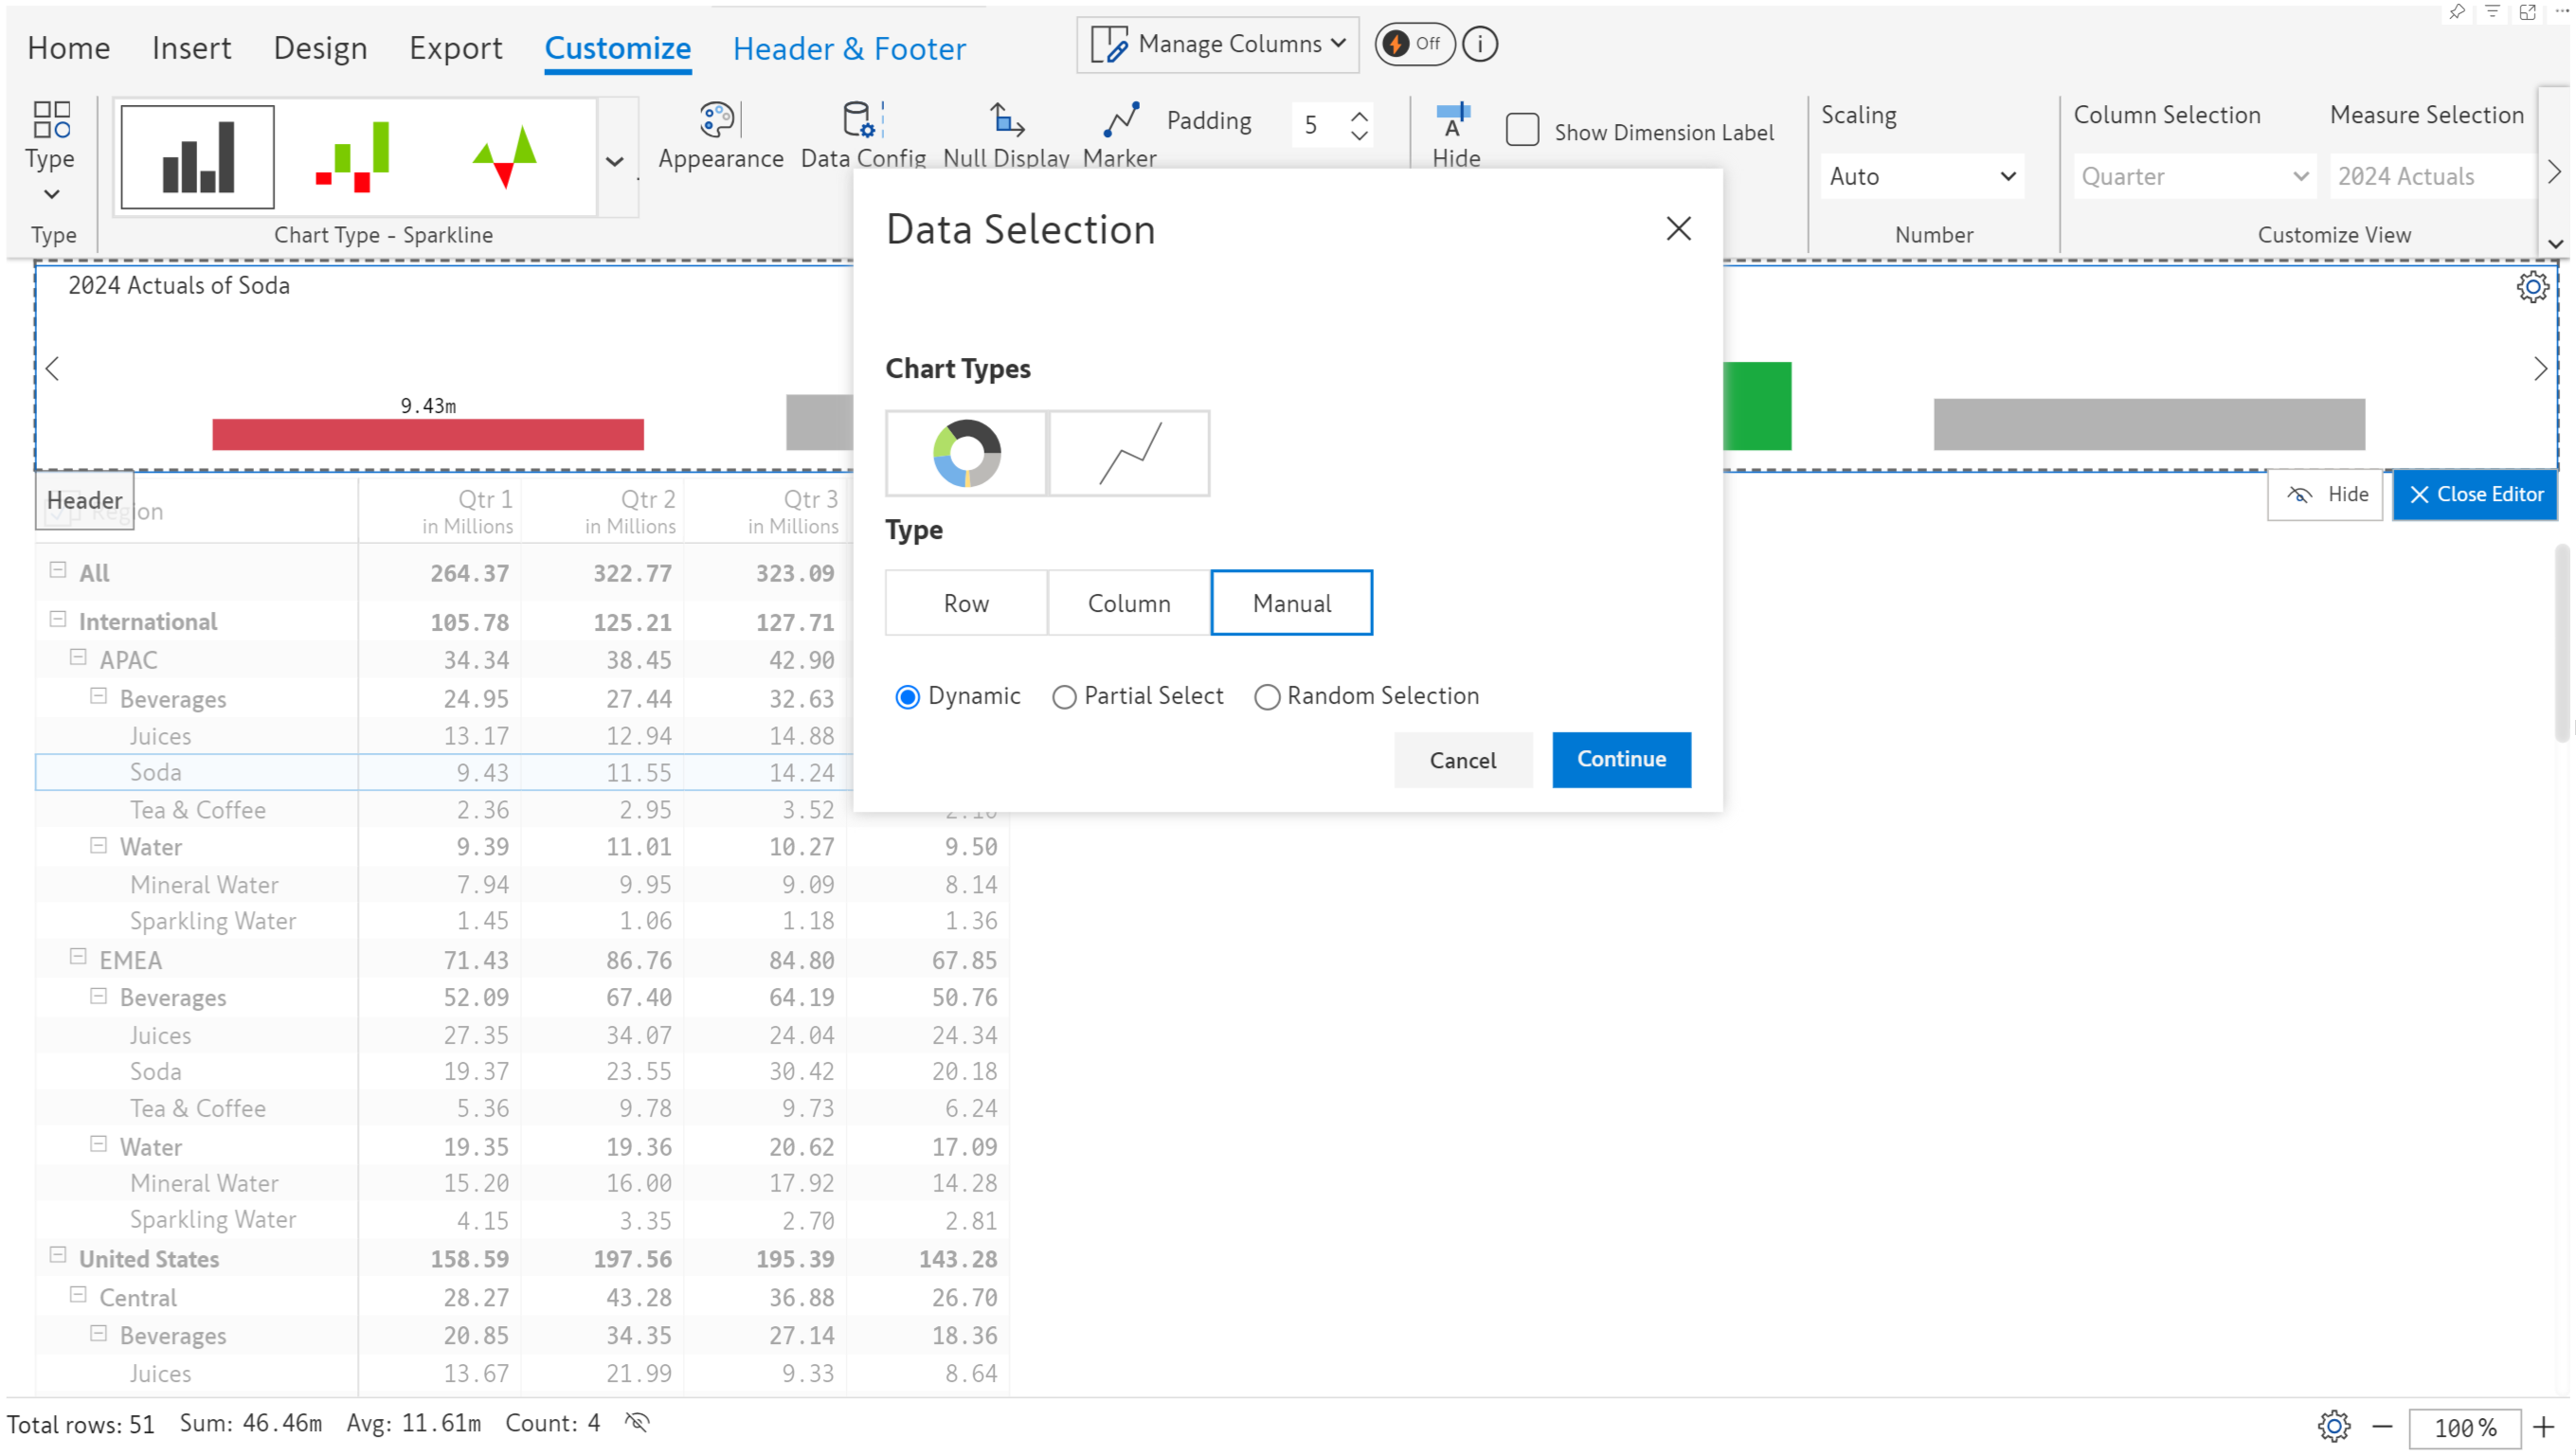 Home Insert Design Export Customize Header & Footer Manage Columns Off i
Type Appearance Data Config Null Display Marker Padding 5 Hide Show Dimension Label Scaling Auto Column Selection Quarter Measure Selection 2024 Actuals
Type Chart Type - Sparkline Number Customize View
2024 Actuals of Soda
9.43m
Data Selection
Chart Types
Type
Row Column Manual
Dynamic Partial Select Random Selection
Cancel Continue
Header
Hide Close Editor
Region Qtr 1 Qtr 2 Qtr 3
in Millions in Millions in Millions
All 264.37 322.77 323.09
International 105.78 125.21 127.71
APAC 34.34 38.45 42.90
Beverages 24.95 27.44 32.63
Juices 13.17 12.94 14.88
Soda 9.43 11.55 14.24
Tea & Coffee 2.36 2.95 3.52
Water 9.39 11.01 10.27 9.50
Mineral Water 7.94 9.95 9.09 8.14
Sparkling Water 1.45 1.06 1.18 1.36
EMEA 71.43 86.76 84.80 67.85
Beverages 52.09 67.40 64.19 50.76
Juices 27.35 34.07 24.04 24.34
Soda 19.37 23.55 30.42 20.18
Tea & Coffee 5.36 9.78 9.73 6.24
Water 19.35 19.36 20.62 17.09
Mineral Water 15.20 16.00 17.92 14.28
Sparkling Water 4.15 3.35 2.70 2.81
United States 158.59 197.56 195.39 143.28
Central 28.27 43.28 36.88 26.70
Beverages 20.85 34.35 27.14 18.36
Juices 13.67 21.99 9.33 8.64
Total rows: 51 Sum: 46.46m Avg: 11.61m Count: 4 100%